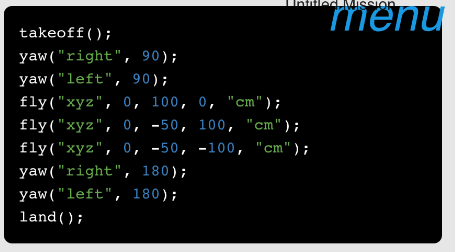 Untitled Mission
menu
takeoff();
yaw("right", 90);
yaw("left", 90);
fly("xyz", 0, 100, 0, "cm");
fly("xyz", 0, -50, 100, "cm");
fly("xyz", 0, -50, -100, "cm");
yaw("right", 180);
yaw("left", 180);
land();